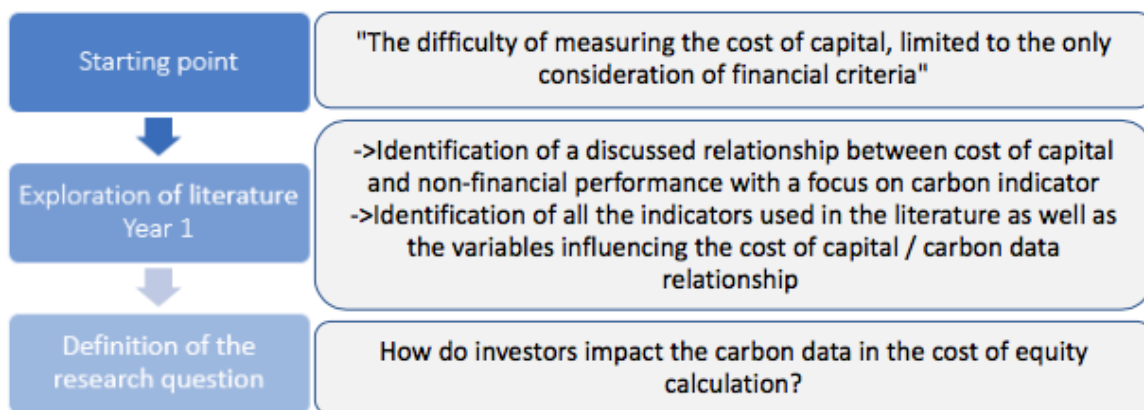 Starting point
"The difficulty of measuring the cost of capital, limited to the only
consideration of financial criteria"
Exploration of literature
Year 1
->Identification of a discussed relationship between cost of capital
and non-financial performance with a focus on carbon indicator
->Identification of all the indicators used in the literature as well as
the variables influencing the cost of capital / carbon data
relationship
Definition of the
research question
How do investors impact the carbon data in the cost of equity
calculation?